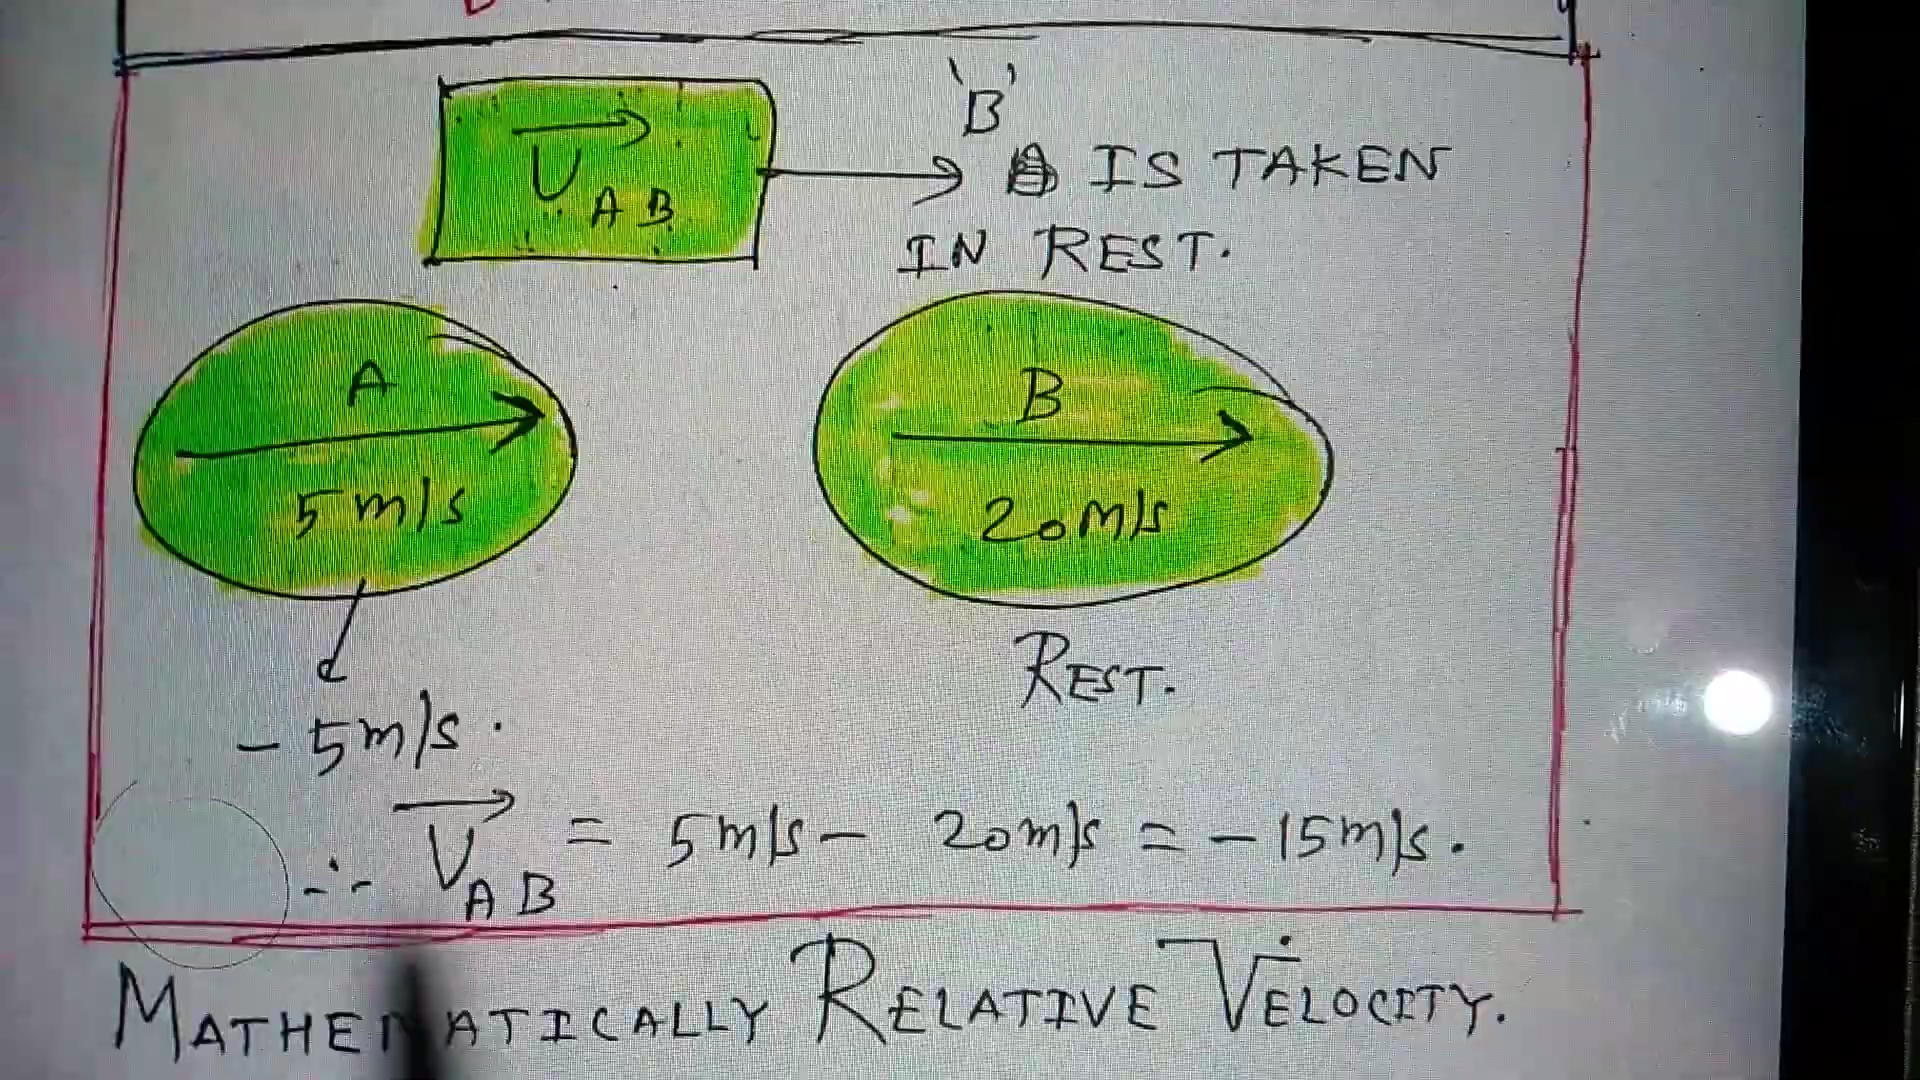 'B'
V AB → IS TAKEN
IN REST.
A
5 m/s
B
20 m/s
REST.
- 5 m/s.
∴ V AB = 5 m/s - 20 m/s = - 15 m/s.
MATHEMATICALLY RELATIVE VELOCITY.